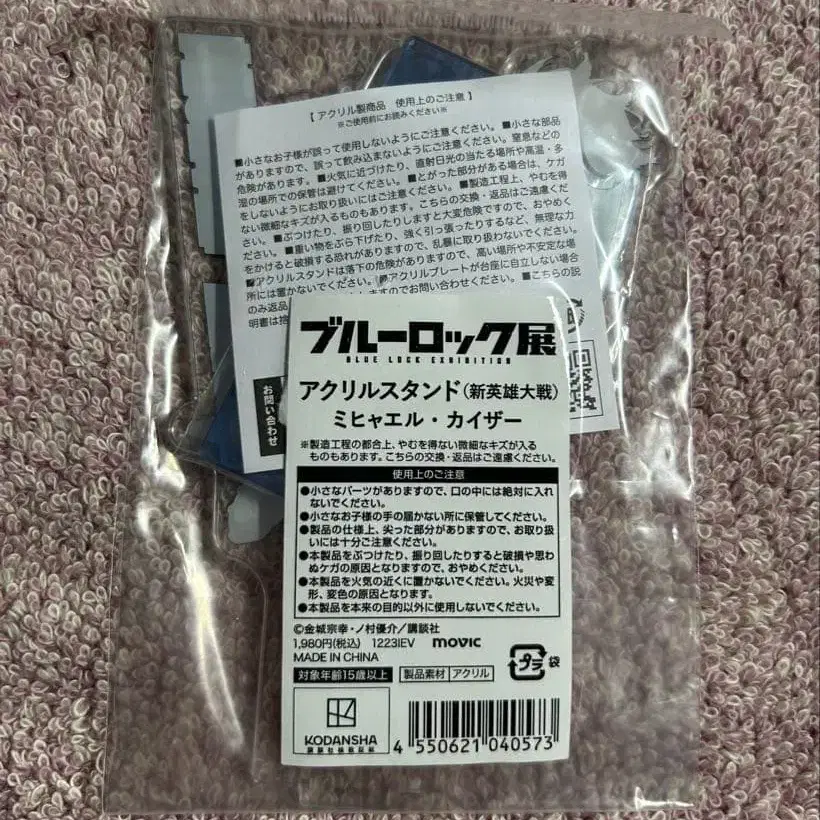 【 アクリル製商品 使用上のご注意 】
※ご使用前にお読みください※
■小さなお子様が誤って使用しないようにご注意ください。■小さな部品
がありますので、誤って飲み込まないようにご注意ください。窒息などの
危険があります。■火気に近づけたり、直射日光の当たる場所や高温・多
湿の場所での保管は避けてください。■とがった部分がある場合は、ケガ
をしないようにお取り扱いにはご注意ください。■製造工程上、やむを得
ない微細なキズが入るものもあります。こちらの交換・返品はご遠慮くだ
さい。■ぶつけたり、振り回したりしますと大変危険ですので、おやめく
ださい。■重い物をぶら下げたり、強く引っ張ったりするなど、無理な力
をかけると破損する恐れがありますので、乱暴に取り扱わないでください。
■アクリルスタンドは落下の危険がありますので、高い場所や不安定な場
所には置かないでください。■アクリルプレートが台座に自立しない場合
のみ返品 ますのでお問い合わせください。■こちらの説
明書は捨
お問い合わせ
ブルーロック展
BLUE LOCK EXHIBITION
アクリルスタンド(新英雄大戦)
ミヒャエル・カイザー
※製造工程の都合上、やむを得ない微細なキズが入る
ものもあります。こちらの交換・返品はご遠慮ください。
使用上のご注意
●小さなパーツがありますので、口の中には絶対に入れ
ないでください。
●小さなお子様の手の届かない所に保管してください。
●製品の仕様上、尖った部分がありますので、お取り扱
いには十分ご注意ください。
●本製品をぶつけたり、振り回したりすると破損や思わ
ぬケガの原因となりますので、おやめください。
●本製品を火気の近くに置かないでください。火災や変
形、変色の原因となります。
●本製品を本来の目的以外に使用しないでください。
©金城宗幸・ノ村優介/講談社
1,980円(税込) 1223IEV movic
MADE IN CHINA
対象年齢15歳以上 製品素材 アクリル
プラ 袋
KODANSHA
講談社様許諾証紙
4 550621 040573